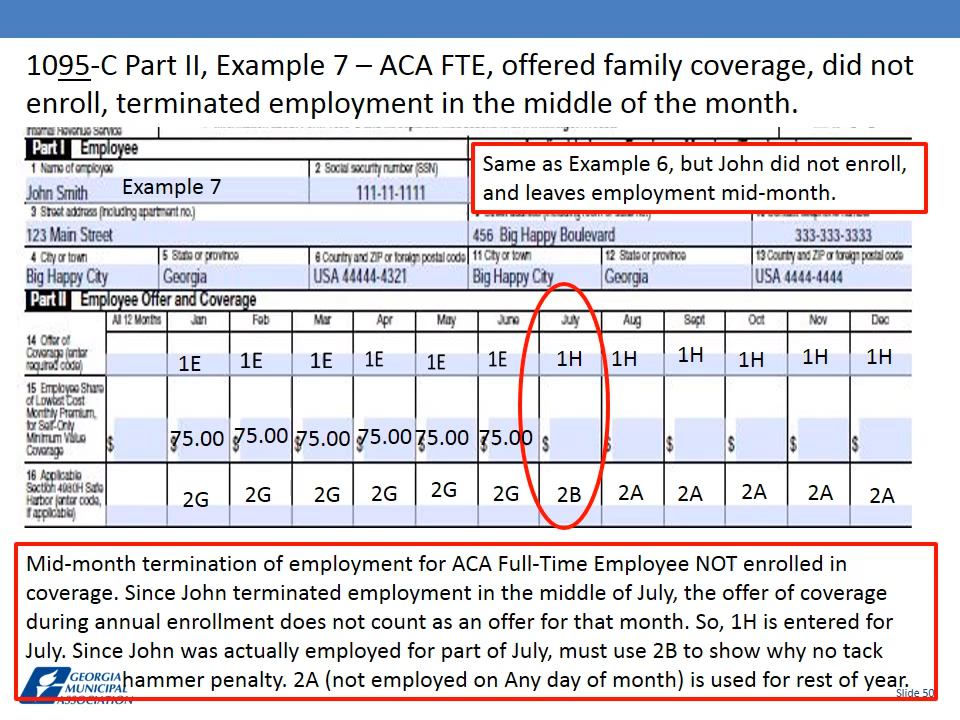 1095-C Part II, Example 7 – ACA FTE, offered family coverage, did not
enroll, terminated employment in the middle of the month.
Internal Revenue Service
Part I Employee
Same as Example 6, but John did not enroll,
and leaves employment mid-month.
1 Name of employee 2 Social security number (SSN)
John Smith Example 7 111-11-1111
3 Street address (including apartment no.)
123 Main Street 456 Big Happy Boulevard 333-333-3333
4 City or town 5 State or province 6 Country and ZIP or foreign postal code 11 City or town 12 State or province 13 Country and ZIP or foreign postal code
Big Happy City Georgia USA 44444-4321 Big Happy City Georgia USA 4444-4444
Part II Employee Offer and Coverage
All 12 Months Jan Feb Mar Apr May June July Aug Sept Oct Nov Dec
14 Offer of
Coverage (enter
required code)
1E 1E 1E 1E 1E 1E 1H 1H 1H 1H 1H 1H
15 Employee Share
of Lowest Cost
Monthly Premium,
for Self-Only
Minimum Value
Coverage
$ $75.00 $75.00 $75.00 $75.00 $75.00 $75.00 $ $ $ $ $ $
16 Applicable
Section 4980H Safe
Harbor (enter code,
if applicable)
2G 2G 2G 2G 2G 2G 2B 2A 2A 2A 2A 2A
Mid-month termination of employment for ACA Full-Time Employee NOT enrolled in
coverage. Since John terminated employment in the middle of July, the offer of coverage
during annual enrollment does not count as an offer for that month. So, 1H is entered for
July. Since John was actually employed for part of July, must use 2B to show why no tack
hammer penalty. 2A (not employed on Any day of month) is used for rest of year.
GEORGIA
MUNICIPAL
ASSOCIATION
Slide 50